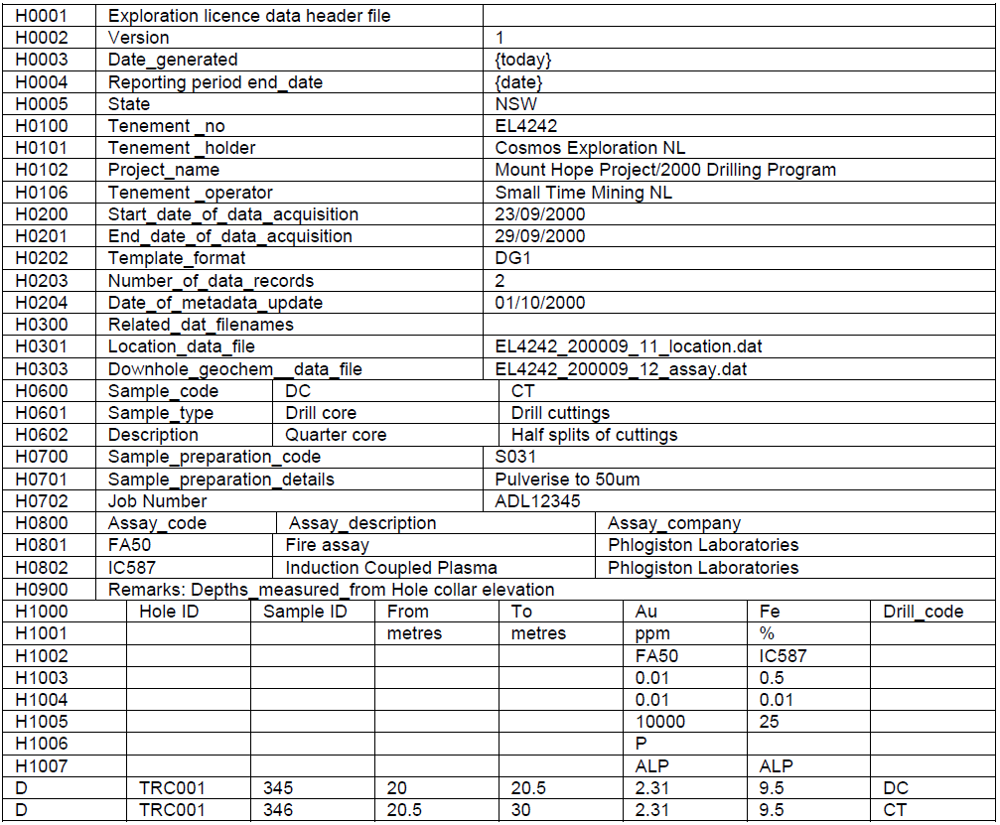 H0001 Exploration licence data header file
H0002 Version 1
H0003 Date_generated {today}
H0004 Reporting period end_date {date}
H0005 State NSW
H0100 Tenement _no EL4242
H0101 Tenement _holder Cosmos Exploration NL
H0102 Project_name Mount Hope Project/2000 Drilling Program
H0106 Tenement _operator Small Time Mining NL
H0200 Start_date_of_data_acquisition 23/09/2000
H0201 End_date_of_data_acquisition 29/09/2000
H0202 Template_format DG1
H0203 Number_of_data_records 2
H0204 Date_of_metadata_update 01/10/2000
H0300 Related_dat_filenames
H0301 Location_data_file EL4242_200009_11_location.dat
H0303 Downhole_geochem__data_file EL4242_200009_12_assay.dat
H0600 Sample_code DC CT
H0601 Sample_type Drill core Drill cuttings
H0602 Description Quarter core Half splits of cuttings
H0700 Sample_preparation_code S031
H0701 Sample_preparation_details Pulverise to 50um
H0702 Job Number ADL12345
H0800 Assay_code Assay_description Assay_company
H0801 FA50 Fire assay Phlogiston Laboratories
H0802 IC587 Induction Coupled Plasma Phlogiston Laboratories
H0900 Remarks: Depths_measured_from Hole collar elevation
H1000 Hole ID Sample ID From To Au Fe Drill_code
H1001 metres metres ppm %
H1002 FA50 IC587
H1003 0.01 0.5
H1004 0.01 0.01
H1005 10000 25
H1006 P
H1007 ALP ALP
D TRC001 345 20 20.5 2.31 9.5 DC
D TRC001 346 20.5 30 2.31 9.5 CT